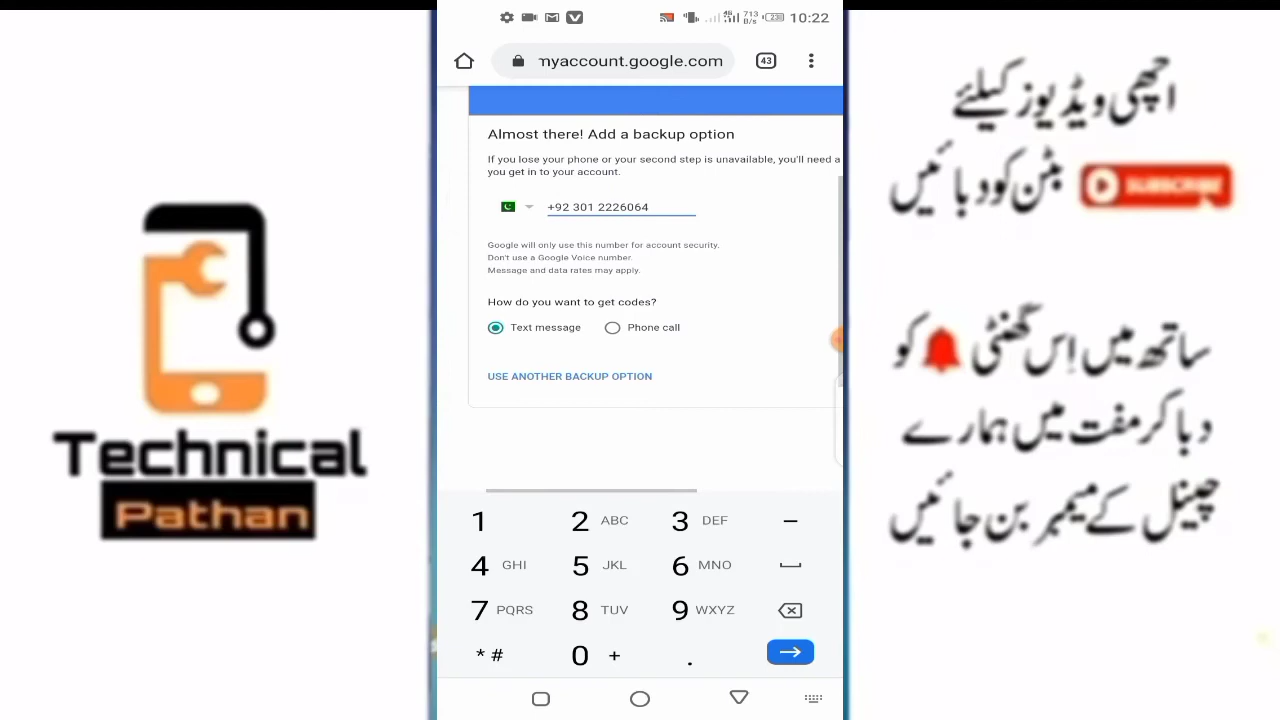 Technical
Pathan
4G
713
B/s
23
10:22
myaccount.google.com
43
Almost there! Add a backup option
If you lose your phone or your second step is unavailable, you'll need a
you get in to your account.
+92 301 2226064
Google will only use this number for account security.
Don't use a Google Voice number.
Message and data rates may apply.
How do you want to get codes?
Text message
Phone call
USE ANOTHER BACKUP OPTION
1 2 ABC 3 DEF –
4 GHI 5 JKL 6 MNO
7 PQRS 8 TUV 9 WXYZ
* # 0 + .
اچھی ویڈیوز کیلئے
بٹن کو دبائیں SUBSCRIBE
ساتھ میں اِس گھنٹی کو
دبا کر مفت میں ہمارے
چینل کے میمبر بن جائیں